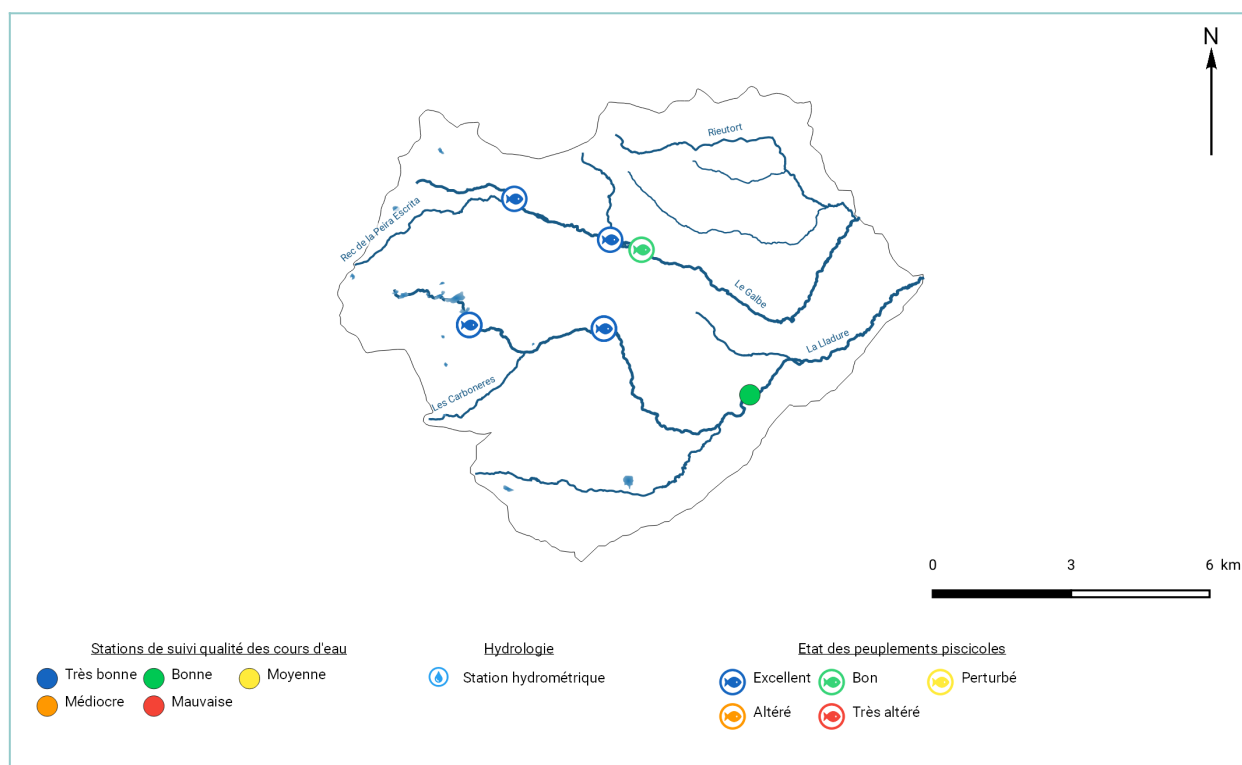 N
Rieutort
Rec de la Peira Escrita
Le Galbe
La Lladure
Les Carboneres
0 3 6 km
Stations de suivi qualité des cours d'eau
Très bonne Bonne Moyenne
Médiocre Mauvaise
Hydrologie
Station hydrométrique
Etat des peuplements piscicoles
Excellent Bon Perturbé
Altéré Très altéré